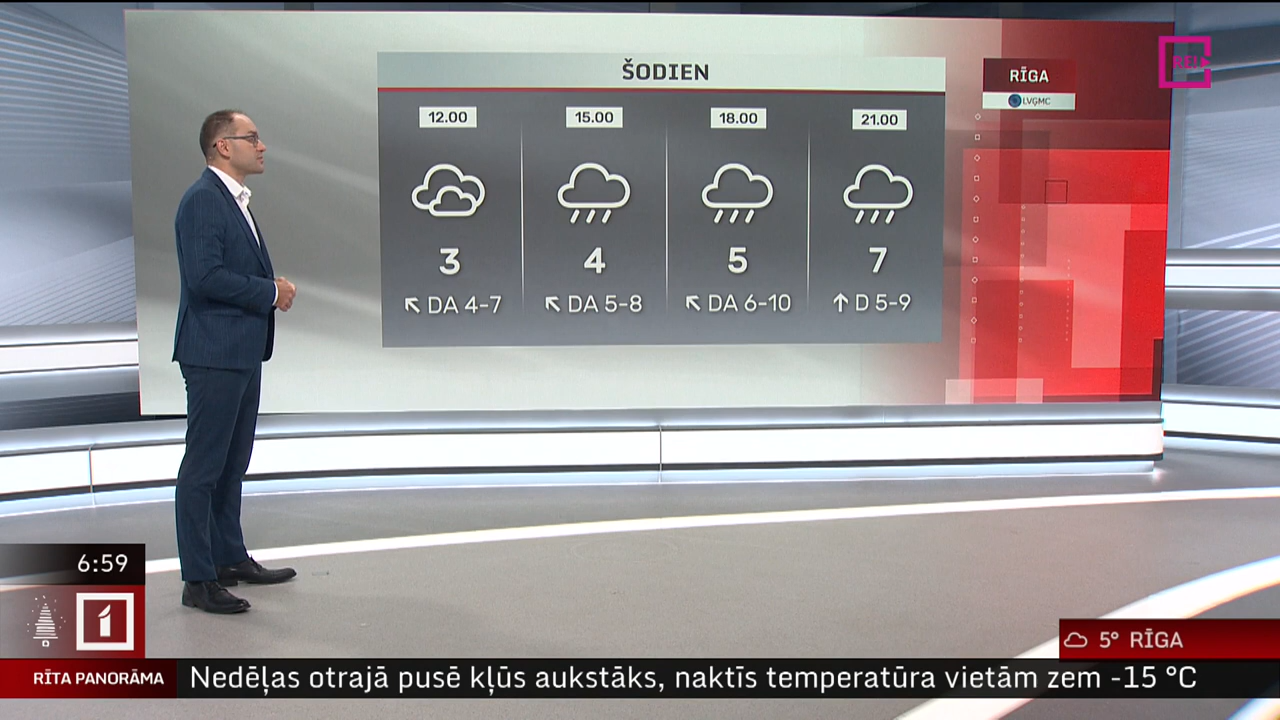 ŠODIEN
RĪGA
LVĢMC
RE!
12.00
15.00
18.00
21.00
3
4
5
7
DA 4-7
DA 5-8
DA 6-10
D 5-9
6:59
1
5° RĪGA
RĪTA PANORĀMA
Nedēļas otrajā pusē kļūs aukstāks, naktīs temperatūra vietām zem -15 °C